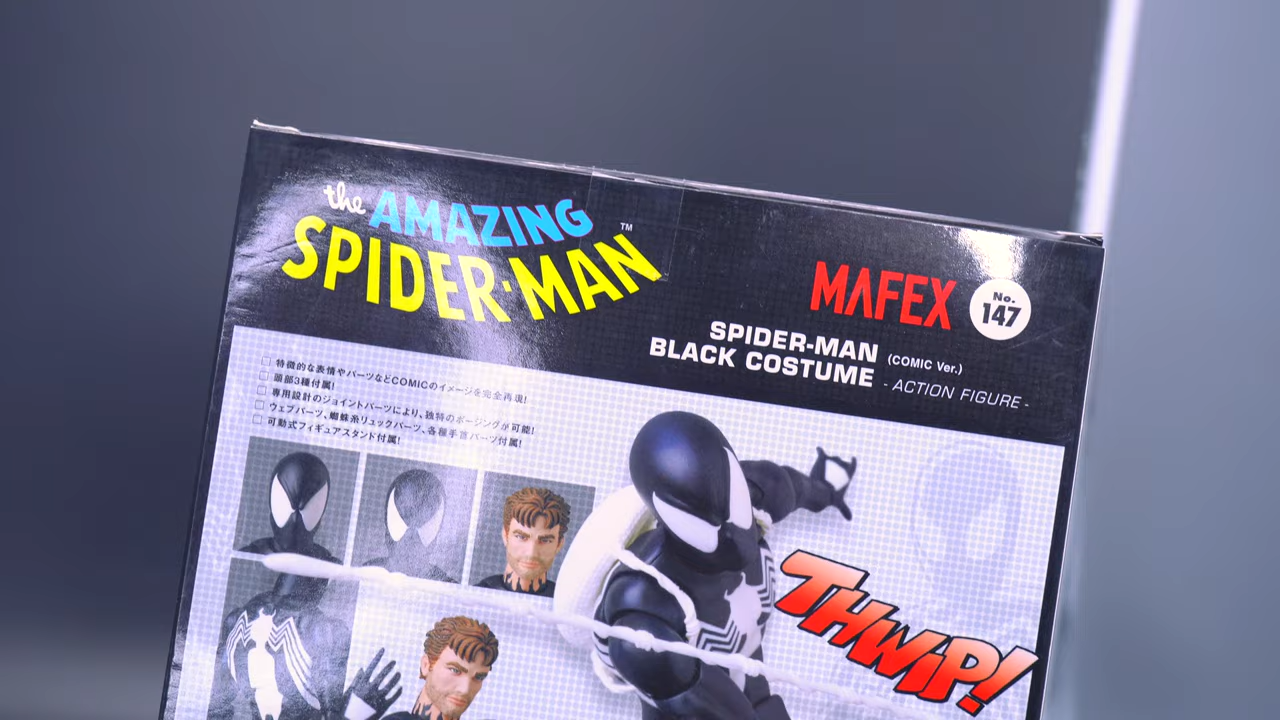 the AMAZING
SPIDER-MAN™
MAFEX No. 147
SPIDER-MAN
BLACK COSTUME (COMIC Ver.)
- ACTION FIGURE -
□ 特徴的な表情やパーツなどCOMICのイメージを完全再現!
□ 頭部3種付属!
□ 専用設計のジョイントパーツにより、独特のポージングが可能!
□ ウェブパーツ、蜘蛛糸リュックパーツ、各種手首パーツ付属!
□ 可動式フィギュアスタンド付属!
THWIP!